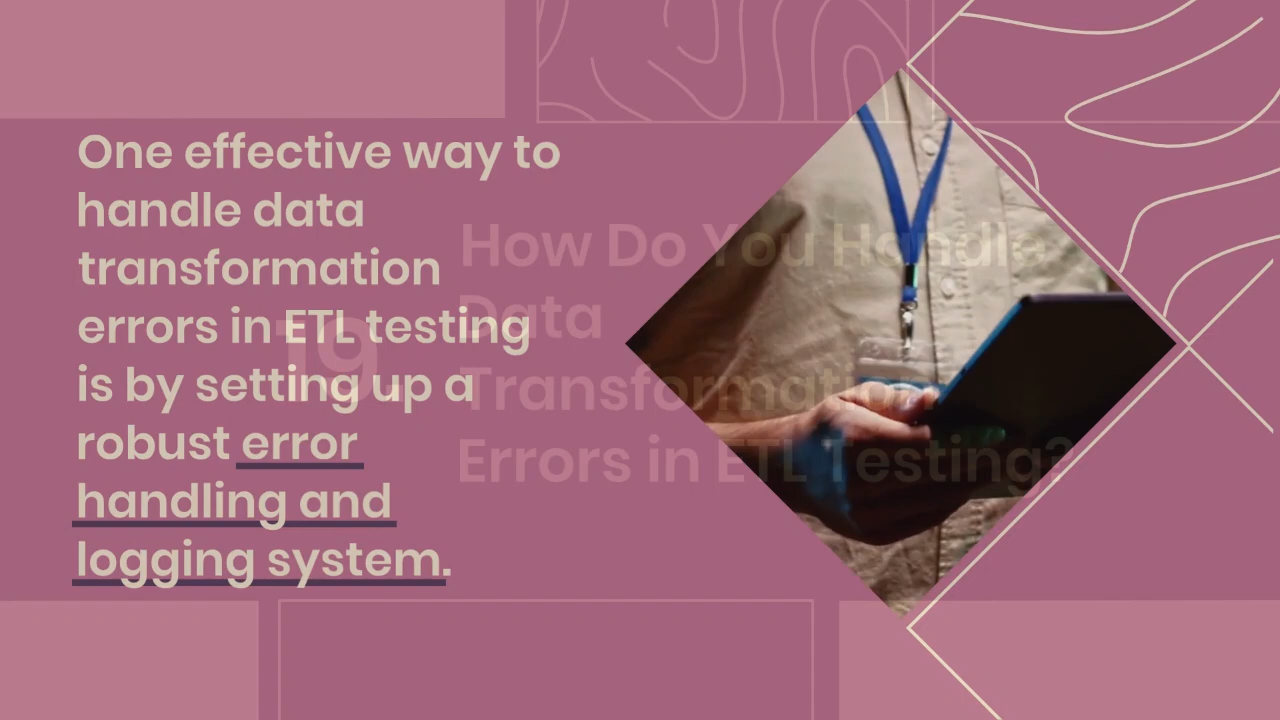 One effective way to
handle data
transformation
errors in ETL testing
is by setting up a
robust error
handling and
logging system.
19.
How Do You Handle
Data
Transformation
Errors in ETL Testing?